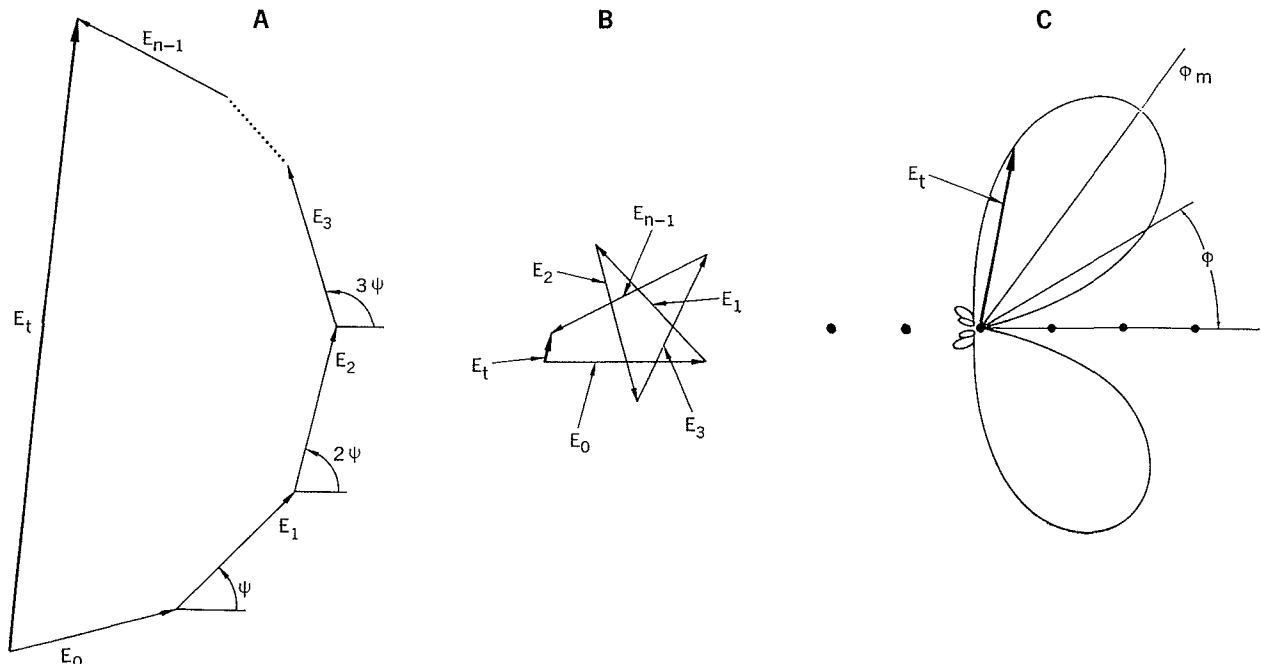 A
E_t
E_{n-1}
E_3
3ψ
E_2
2ψ
E_1
ψ
E_0
B
E_{n-1}
E_2
E_1
E_t
E_0
E_3
C
φ_m
E_t
φ